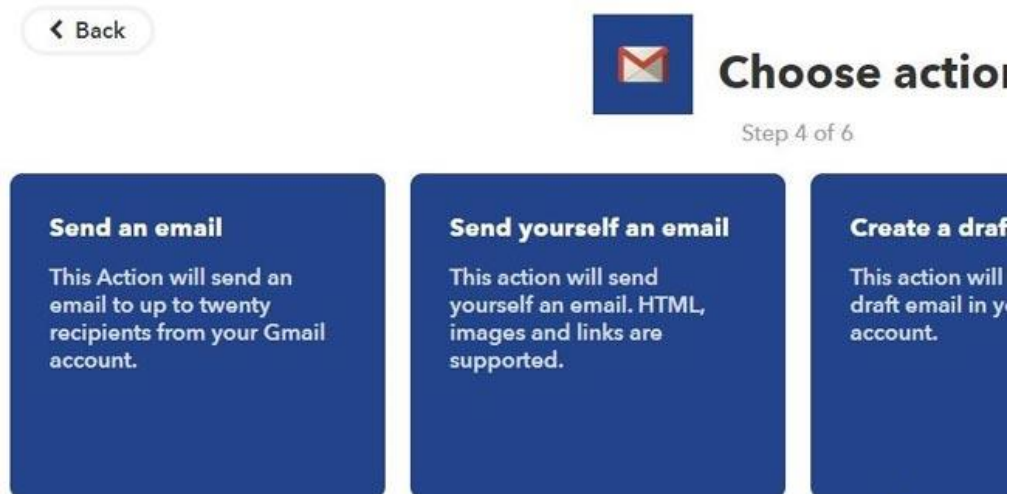 Back
Choose action
Step 4 of 6
Send an email
This Action will send an
email to up to twenty
recipients from your Gmail
account.
Send yourself an email
This action will send
yourself an email. HTML,
images and links are
supported.
Create a draf
This action will
draft email in y
account.